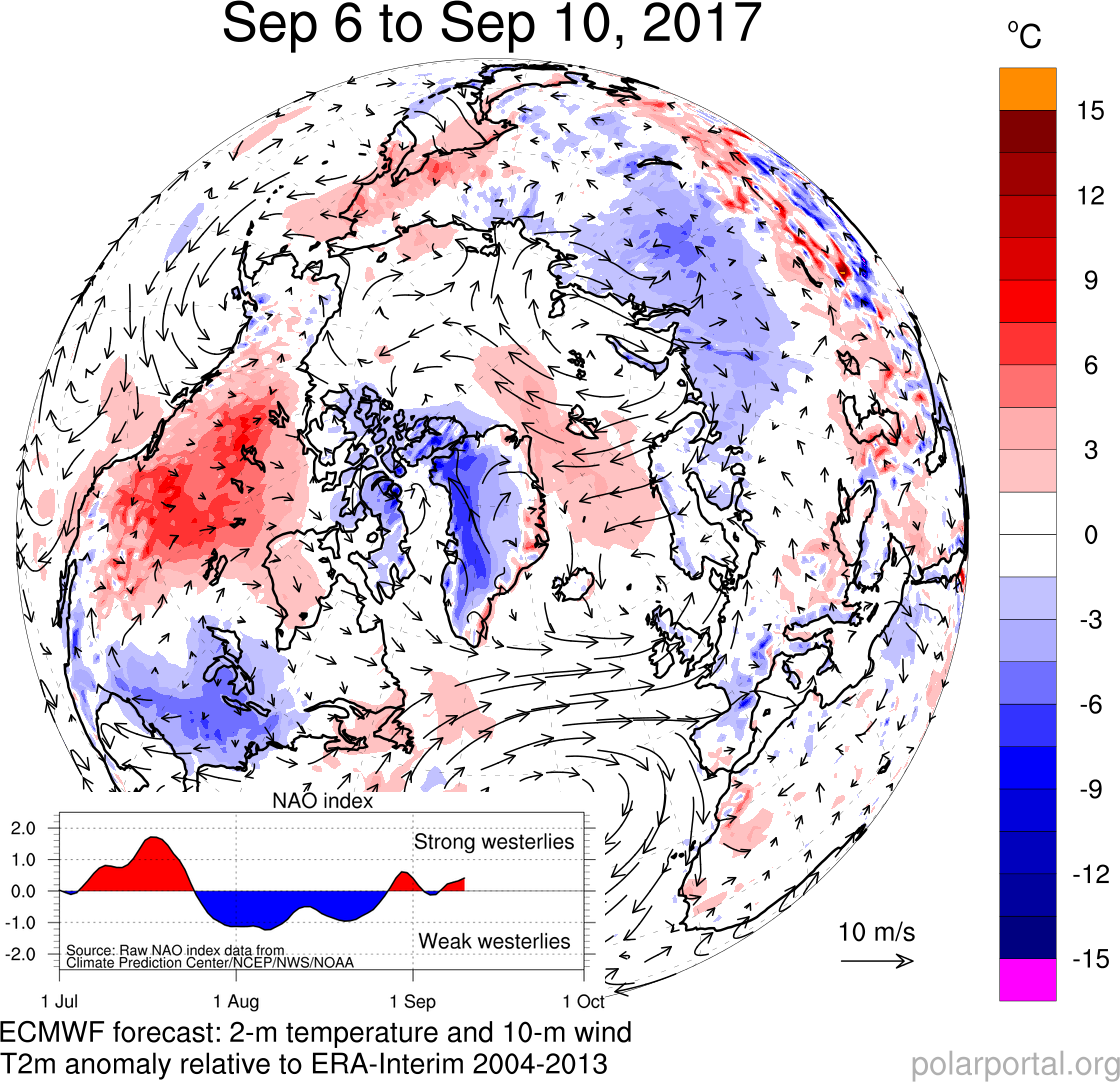 Sep 6 to Sep 10, 2017
°C
15
12
9
6
3
0
-3
-6
-9
-12
-15
NAO index
2.0
1.0
0.0
-1.0
-2.0
Strong westerlies
Weak westerlies
Source: Raw NAO index data from
Climate Prediction Center/NCEP/NWS/NOAA
1 Jul
1 Aug
1 Sep
1 Oct
10 m/s
ECMWF forecast: 2-m temperature and 10-m wind
T2m anomaly relative to ERA-Interim 2004-2013
polarportal.org